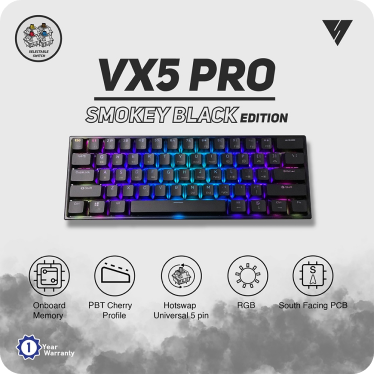 SELECTABLE
SWITCH
VX5 PRO
SMOKEY BLACK EDITION
Onboard
Memory
PBT Cherry
Profile
Hotswap
Universal 5 pin
RGB
S
South Facing PCB
1 Year
Warranty